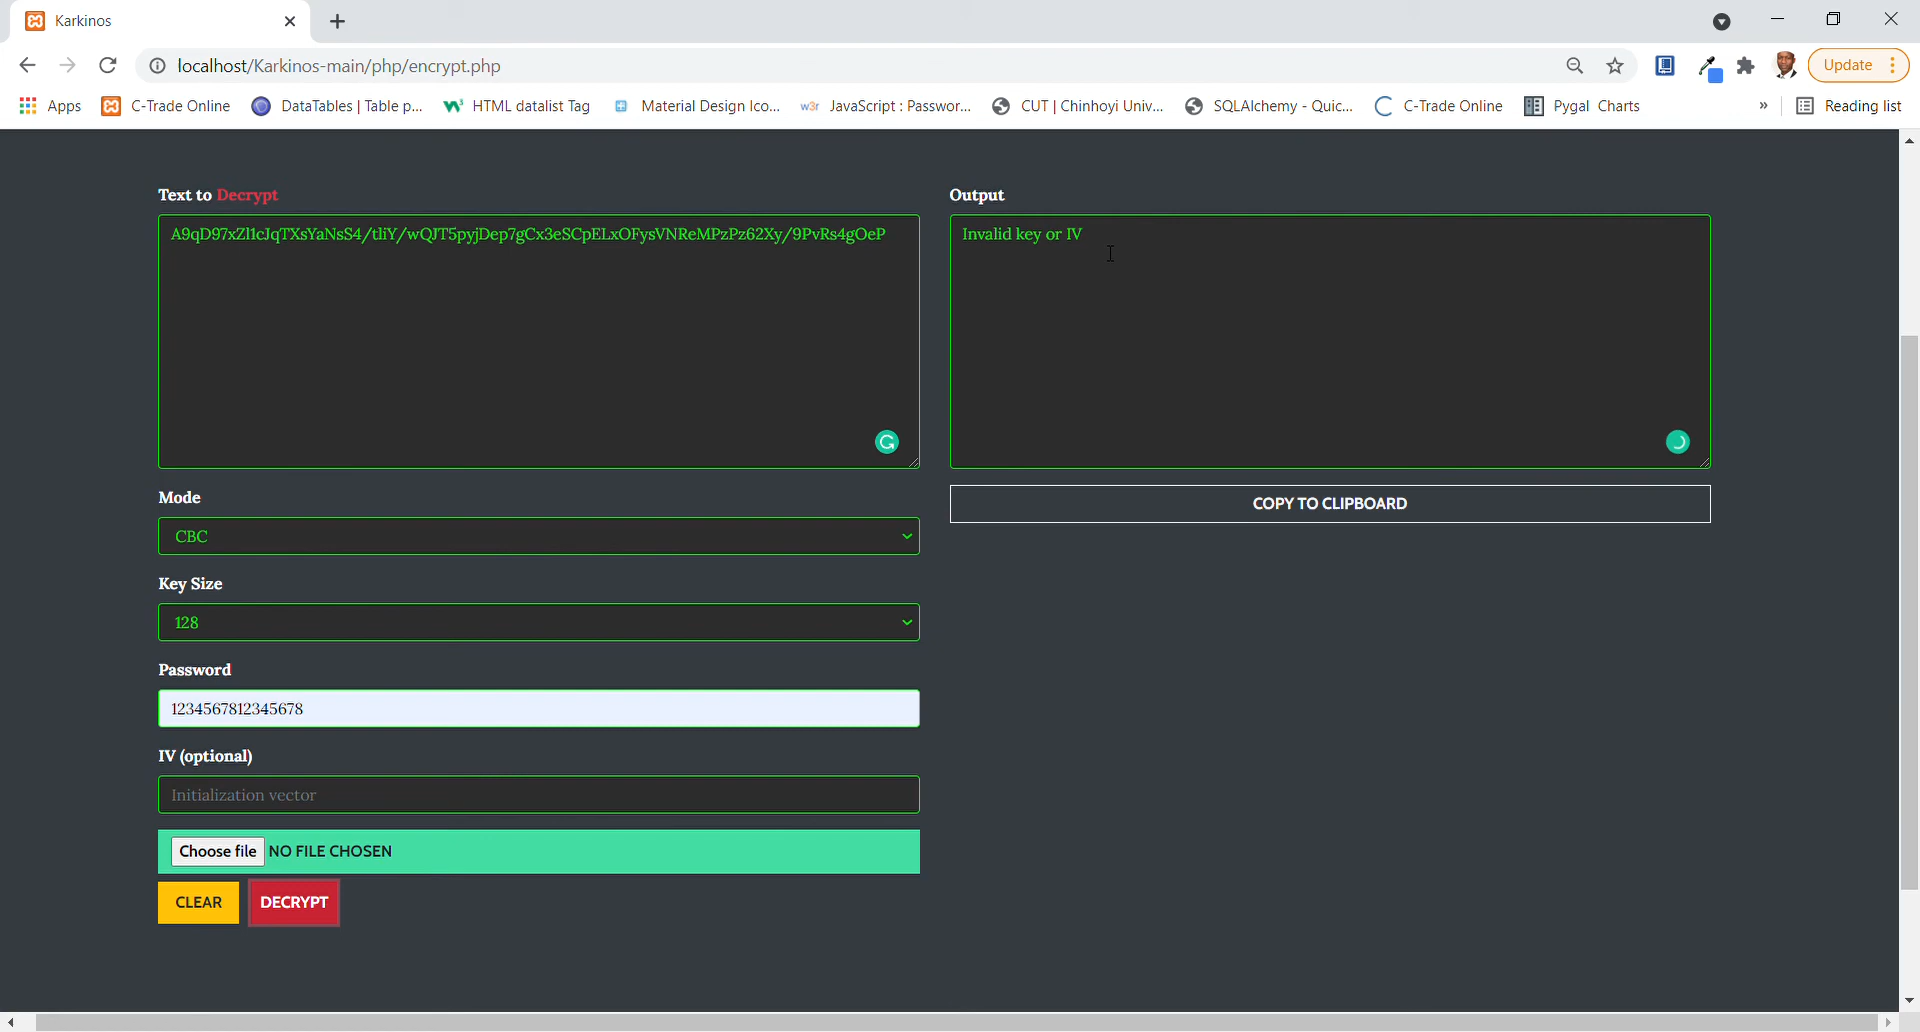 Karkinos
localhost/Karkinos-main/php/encrypt.php
Update
Apps
C-Trade Online
DataTables | Table p...
HTML datalist Tag
Material Design Ico...
JavaScript : Passwor...
CUT | Chinhoyi Univ...
SQLAlchemy - Quic...
C-Trade Online
Pygal Charts
»
Reading list
Text to Decrypt
A9qD97xZl1cJqTXsYaNsS4/tliY/wQJT5pyjDep7gCx3eSCpELxOFysVNReMPzPz62Xy/9PvRs4gOeP
Output
Invalid key or IV
Mode
CBC
COPY TO CLIPBOARD
Key Size
128
Password
1234567812345678
IV (optional)
Initialization vector
Choose file NO FILE CHOSEN
CLEAR
DECRYPT